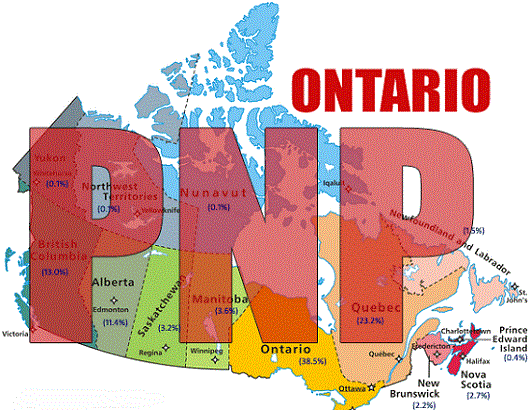 ONTARIO
PNP
Yukon
Whitehorse
(0.1%)
Northwest
Territories
(0.1%)
Yellowknife
Nunavut
(0.1%)
Iqaluit
Newfoundland and Labrador
(1.5%)
St.
John's
British
Columbia
(13.0%)
Victoria
Alberta
Edmonton
(11.4%)
Saskatchewan
(3.2%)
Regina
Manitoba
(3.6%)
Winnipeg
Ontario
(38.5%)
Ottawa
Quebec
(23.2%)
Québec
Charlottetown
Prince
Edward
Island
(0.4%)
Fredericton
Halifax
New
Brunswick
(2.2%)
Nova
Scotia
(2.7%)